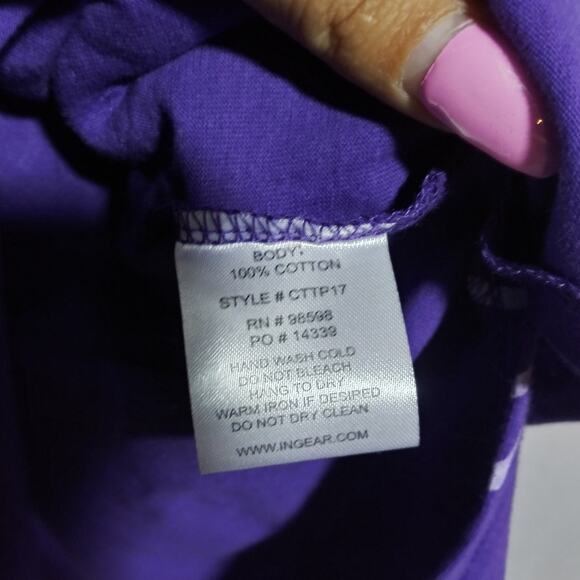 BODY:
100% COTTON
STYLE # CTTP17
RN # 98598
PO # 14339
HAND WASH COLD
DO NOT BLEACH
HANG TO DRY
WARM IRON IF DESIRED
DO NOT DRY CLEAN
WWW.INGEAR.COM